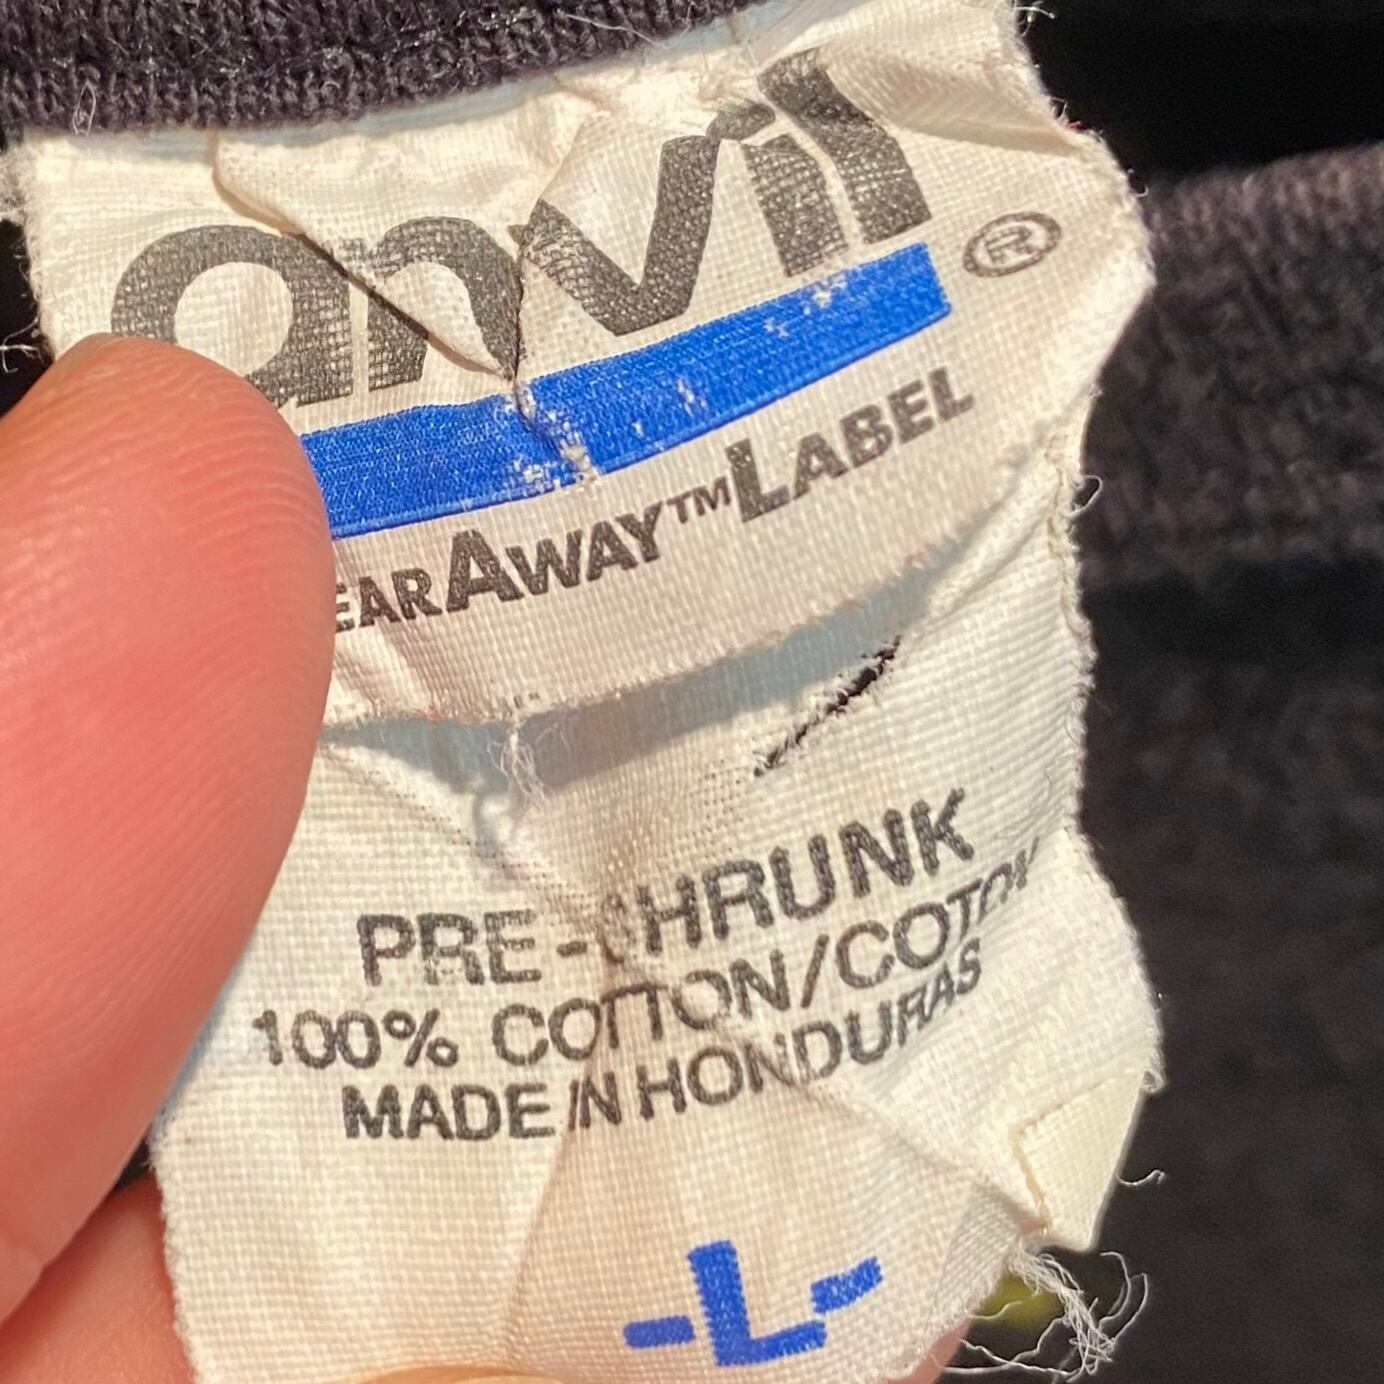 anvil®
EARAWAY™LABEL
PRE-SHRUNK
100% COTTON/COTON
MADE IN HONDURAS
-L-